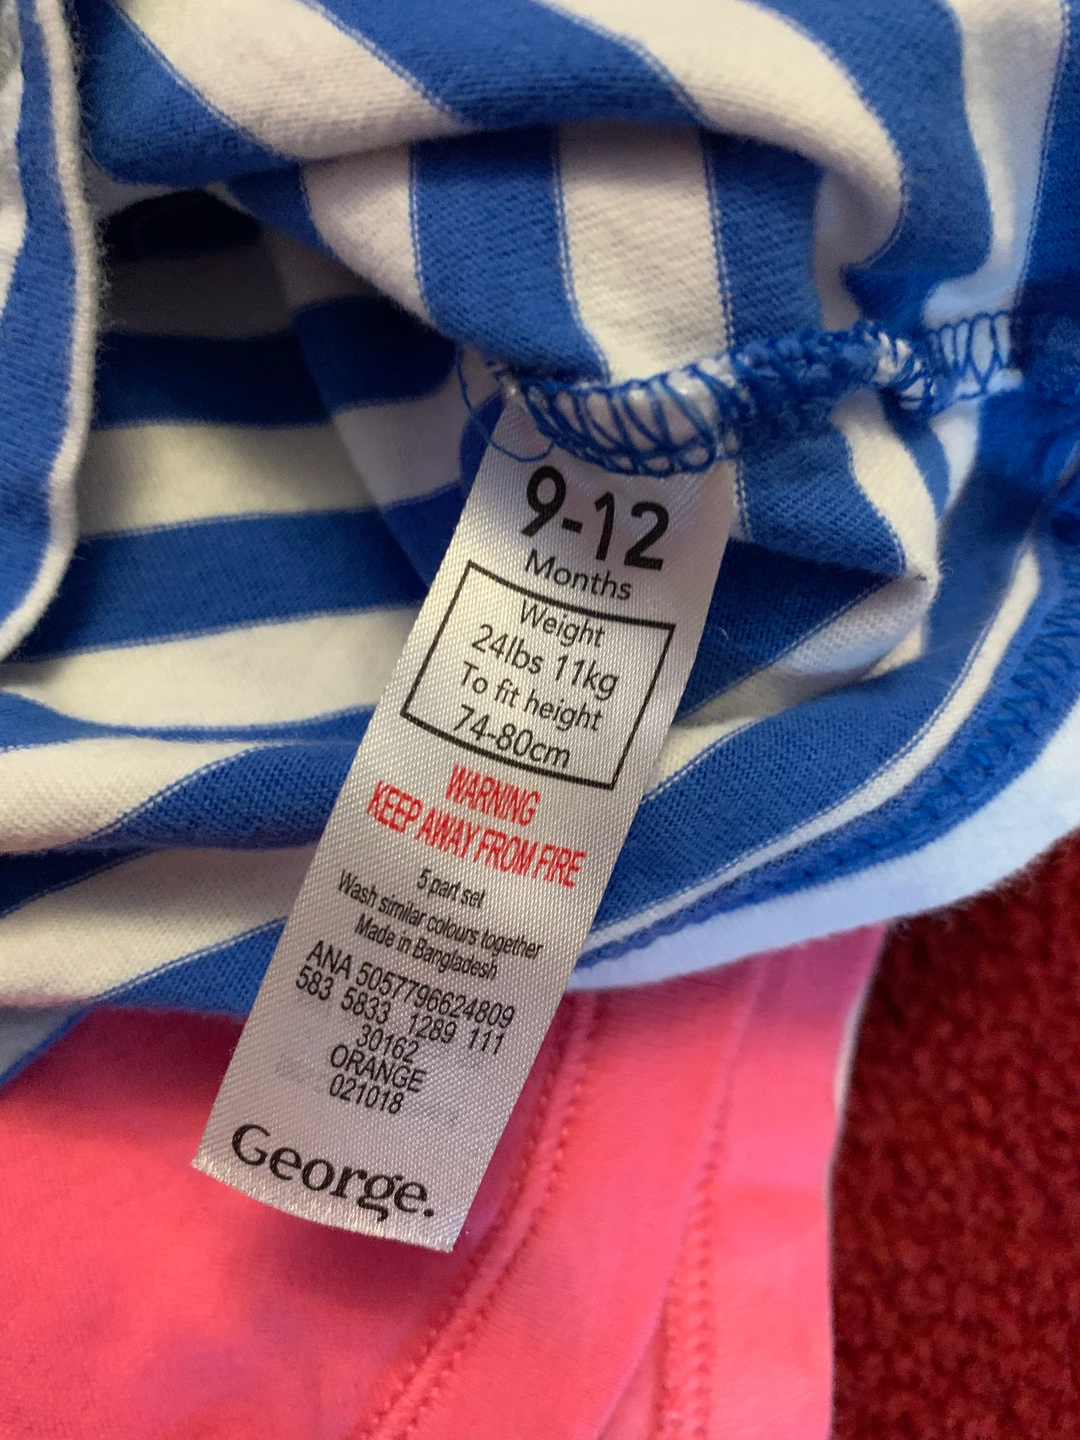 9-12
Months
Weight
24lbs 11kg
To fit height
74-80cm
WARNING
KEEP AWAY FROM FIRE
5 part set
Wash similar colours together
Made in Bangladesh
ANA 5057796624809
583 5833 1289 111
30162
ORANGE
021018
George.